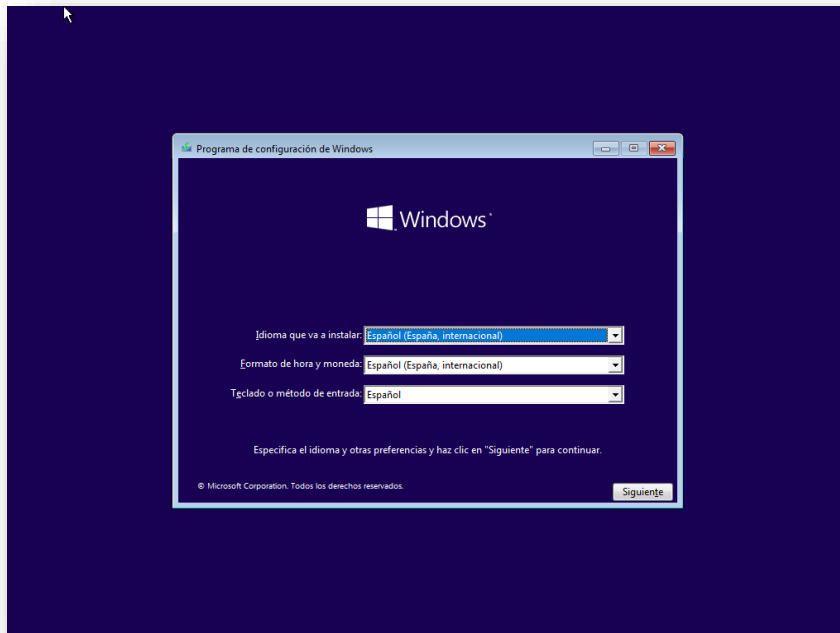 Programa de configuración de Windows
Windows
Idioma que va a instalar: Español (España, internacional)
Formato de hora y moneda: Español (España, internacional)
Teclado o método de entrada: Español
Especifica el idioma y otras preferencias y haz clic en "Siguiente" para continuar.
© Microsoft Corporation. Todos los derechos reservados.
Siguiente